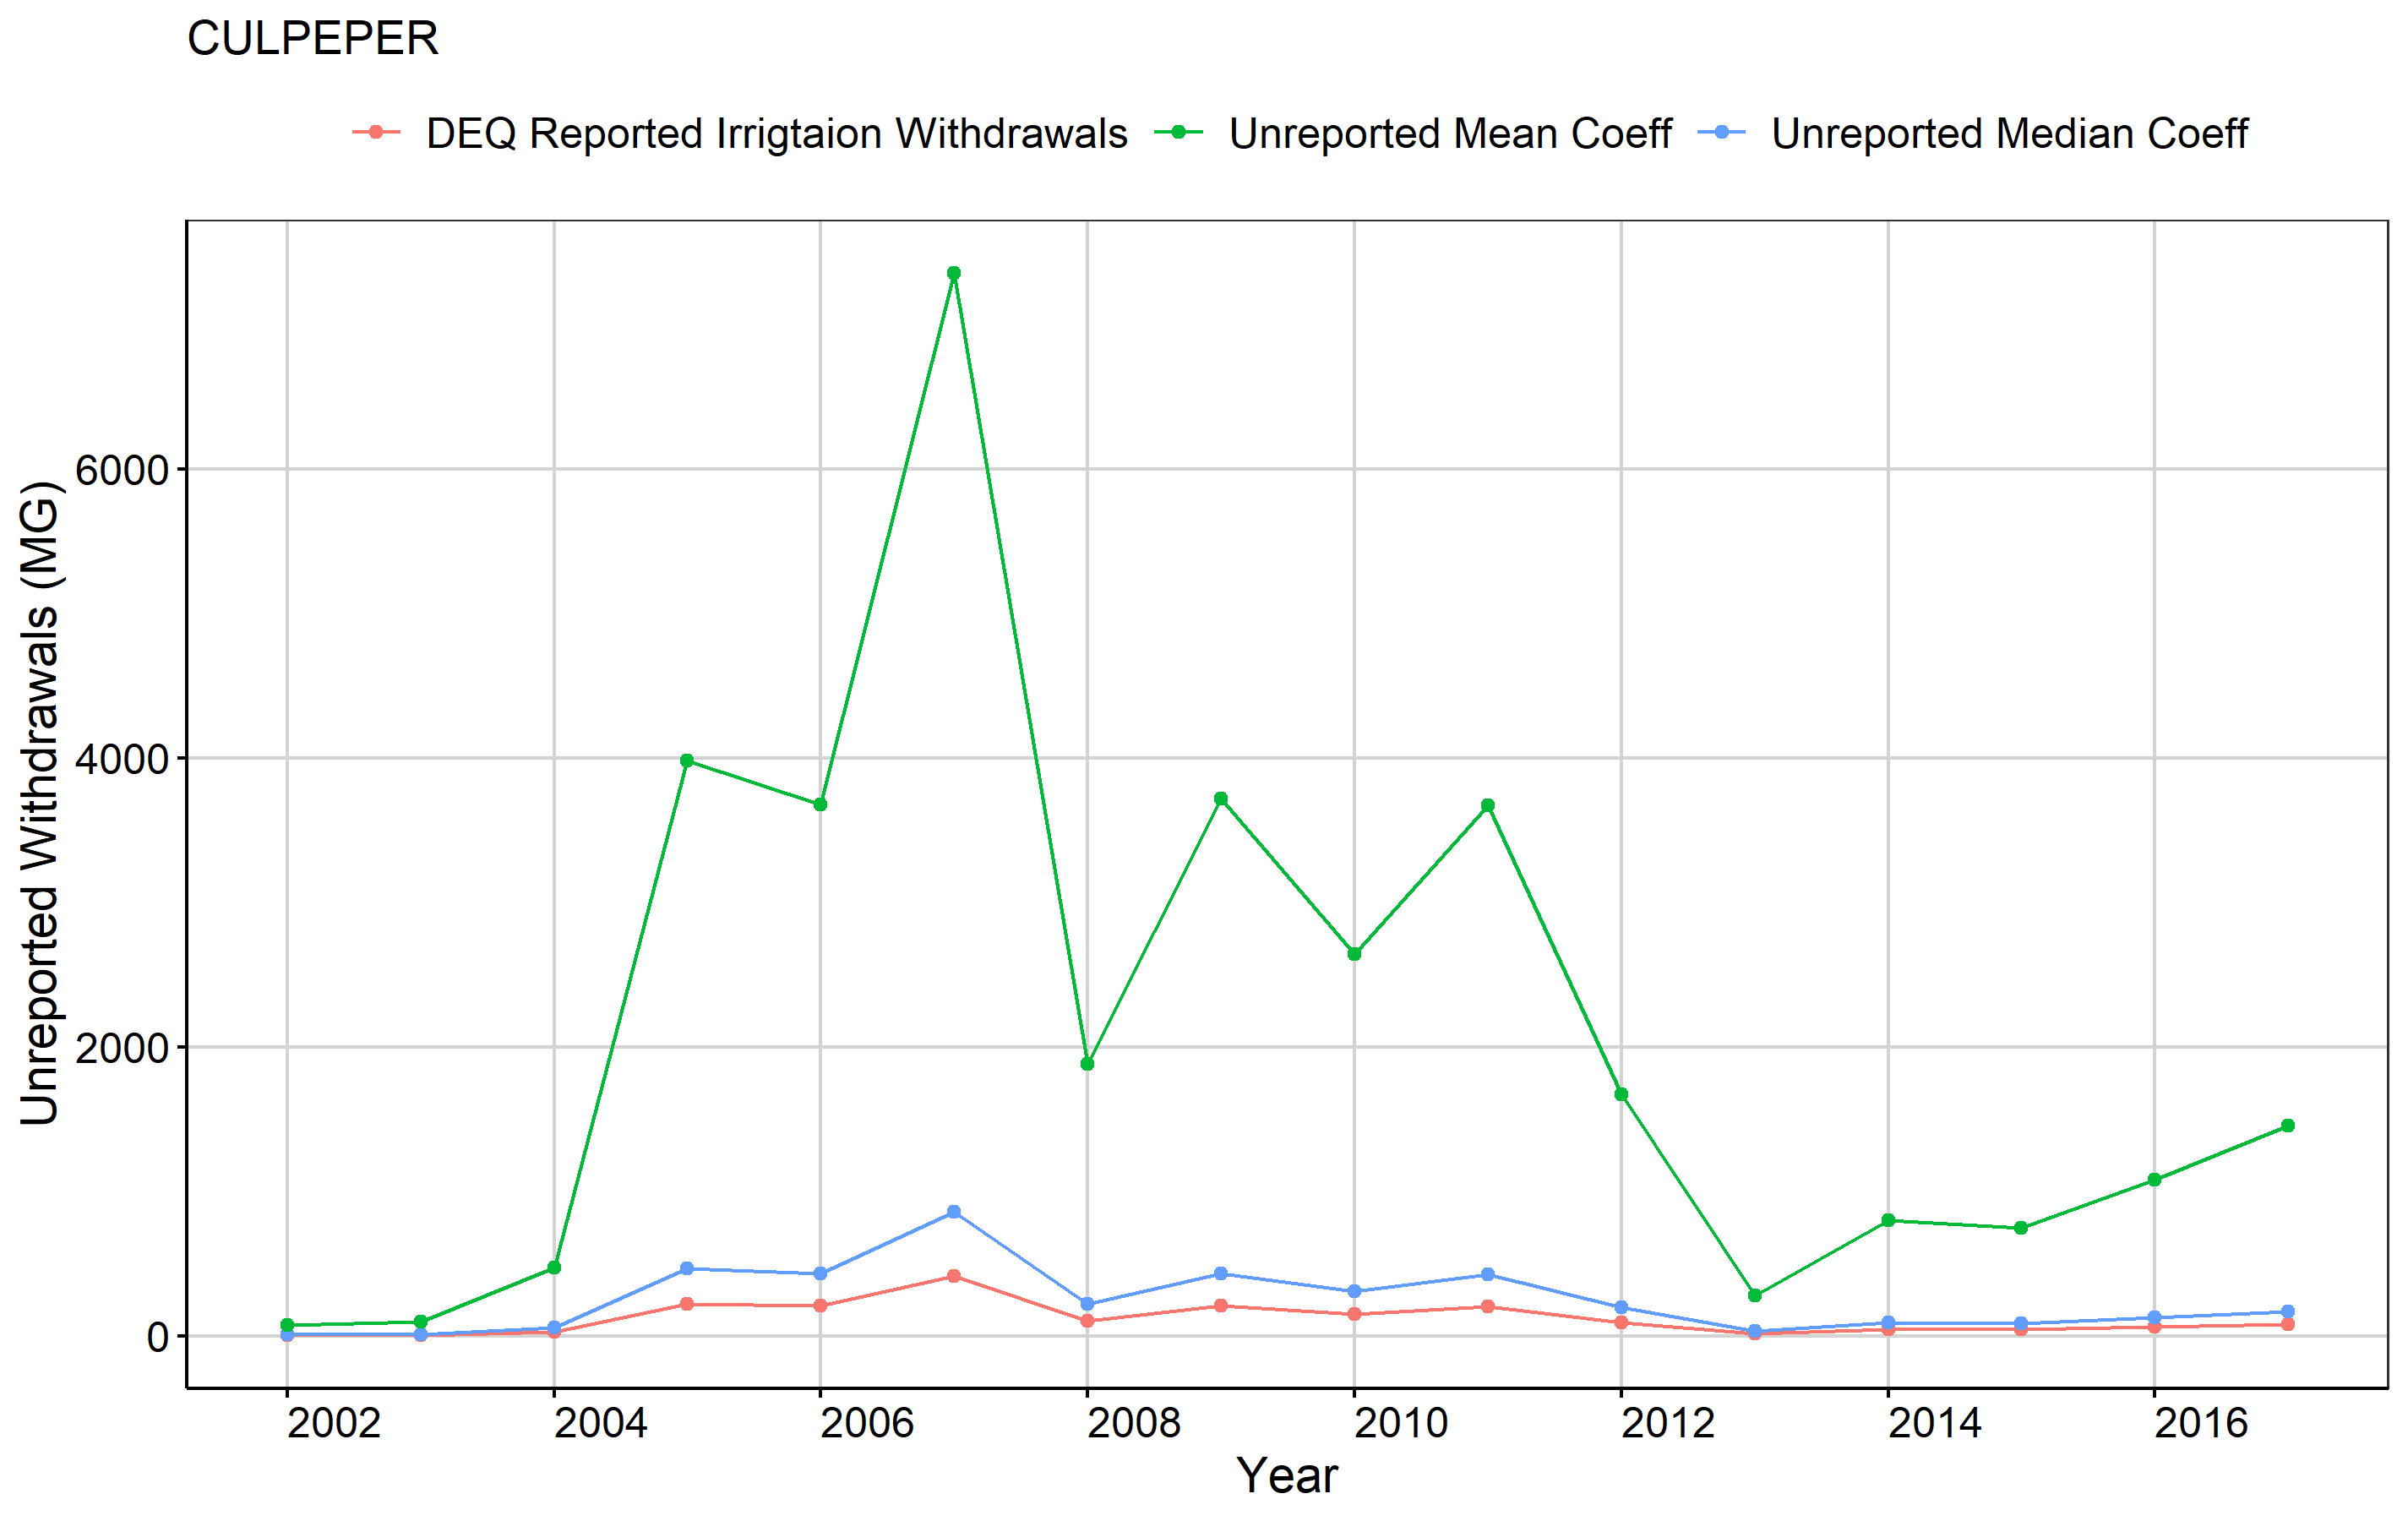 CULPEPER
DEQ Reported Irrigtaion Withdrawals Unreported Mean Coeff Unreported Median Coeff
Unreported Withdrawals (MG)
6000
4000
2000
0
2002 2004 2006 2008 2010 2012 2014 2016
Year